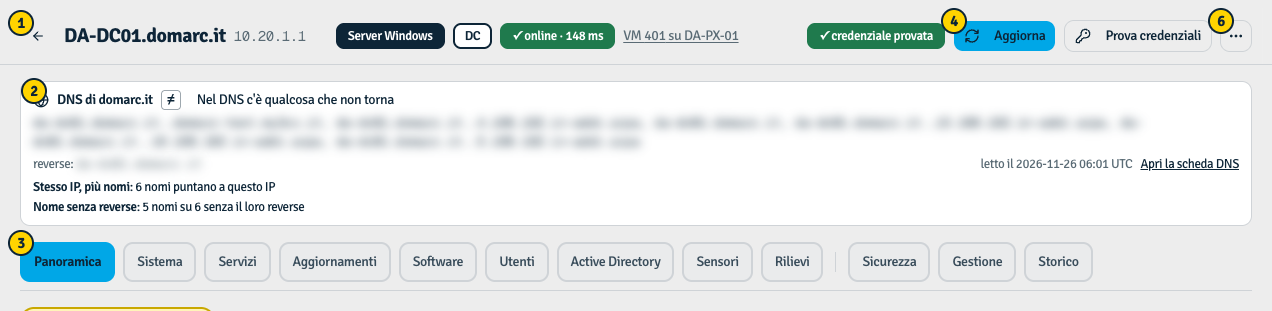 1 DA-DC01.domarc.it 10.20.1.1 Server Windows DC ✓ online · 148 ms VM 401 su DA-PX-01 ✓ credenziale provata 4 Aggiorna Prova credenziali 6 ...
2 DNS di domarc.it ≠ Nel DNS c'è qualcosa che non torna
reverse: letto il 2026-11-26 06:01 UTC Apri la scheda DNS
Stesso IP, più nomi: 6 nomi puntano a questo IP
Nome senza reverse: 5 nomi su 6 senza il loro reverse
3 Panoramica Sistema Servizi Aggiornamenti Software Utenti Active Directory Sensori Rilievi Sicurezza Gestione Storico